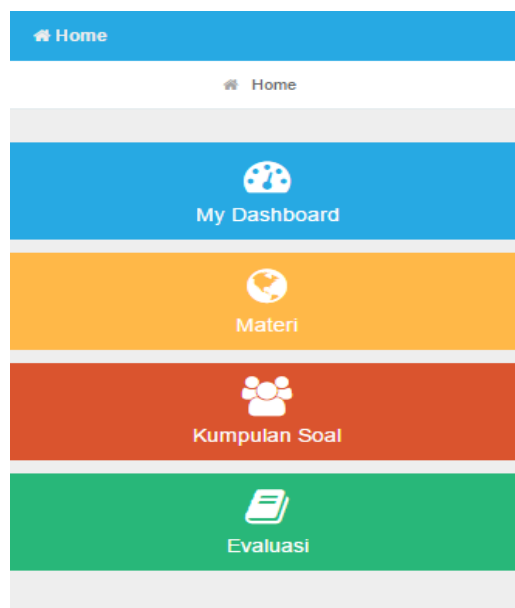 Home
Home
My Dashboard
Materi
Kumpulan Soal
Evaluasi